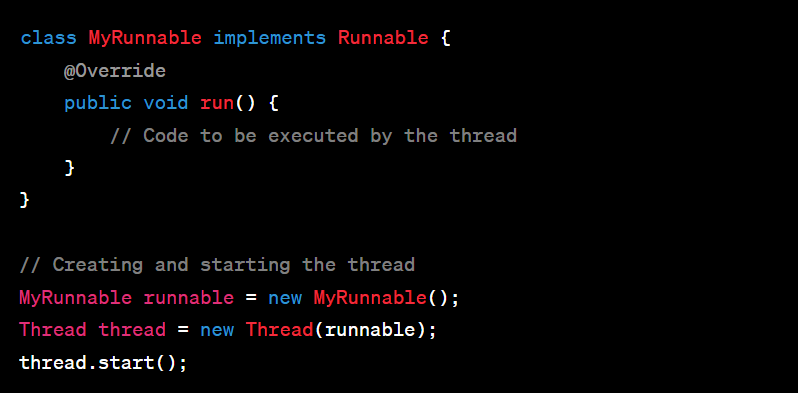 class MyRunnable implements Runnable {
@Override
public void run() {
// Code to be executed by the thread
}
}
// Creating and starting the thread
MyRunnable runnable = new MyRunnable();
Thread thread = new Thread(runnable);
thread.start();